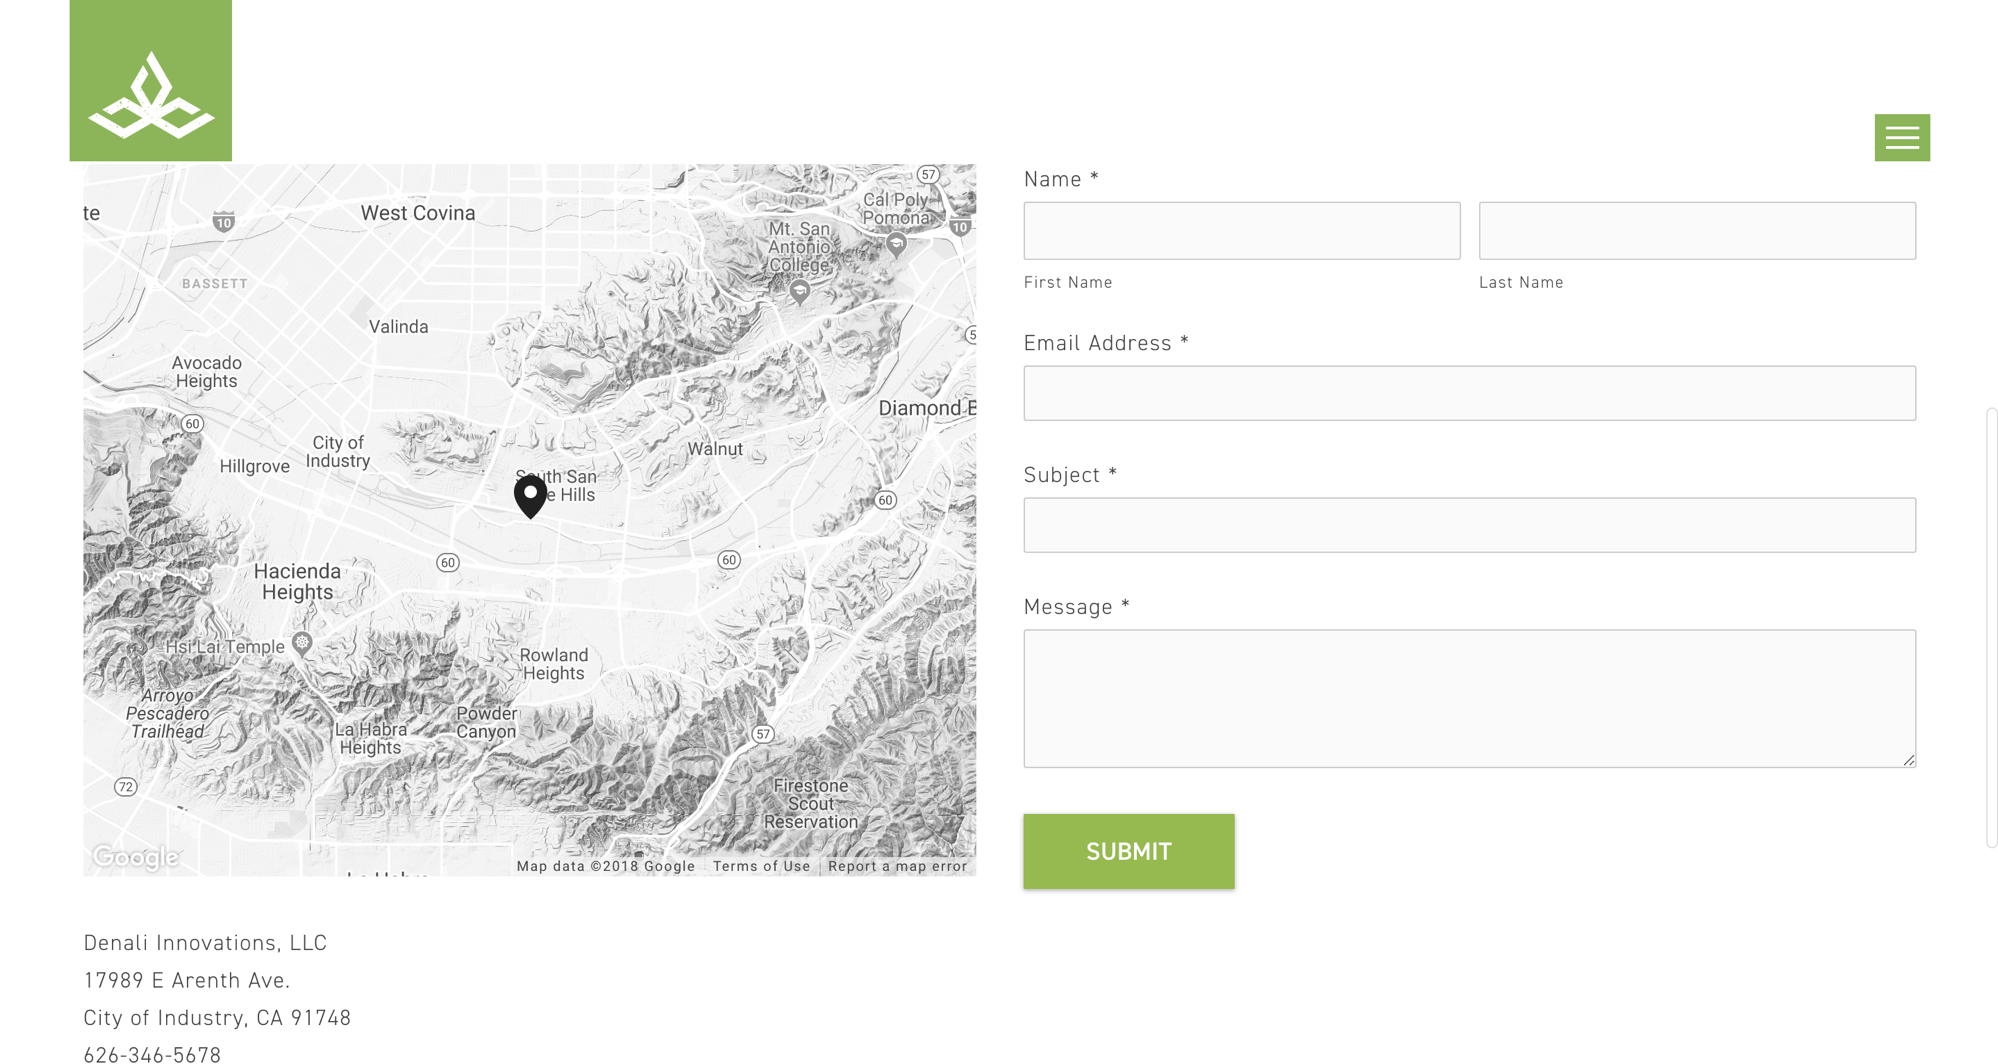 te
West Covina
10
BASSETT
Valinda
Avocado
Heights
60
City of
Industry
Hillgrove
57
Cal Poly
Pomona
10
Mt. San
Antonio
College
Diamond B
Walnut
South San
e Hills
60
60
60
Hacienda
Heights
Hsi Lai Temple
Rowland
Heights
Arroyo
Pescadero
Trailhead
La Habra
Heights
Powder
Canyon
57
72
Firestone
Scout
Reservation
Google
Map data ©2018 Google
Terms of Use
Report a map error
Name *
First Name
Last Name
Email Address *
Subject *
Message *
SUBMIT
Denali Innovations, LLC
17989 E Arenth Ave.
City of Industry, CA 91748
626-346-5678